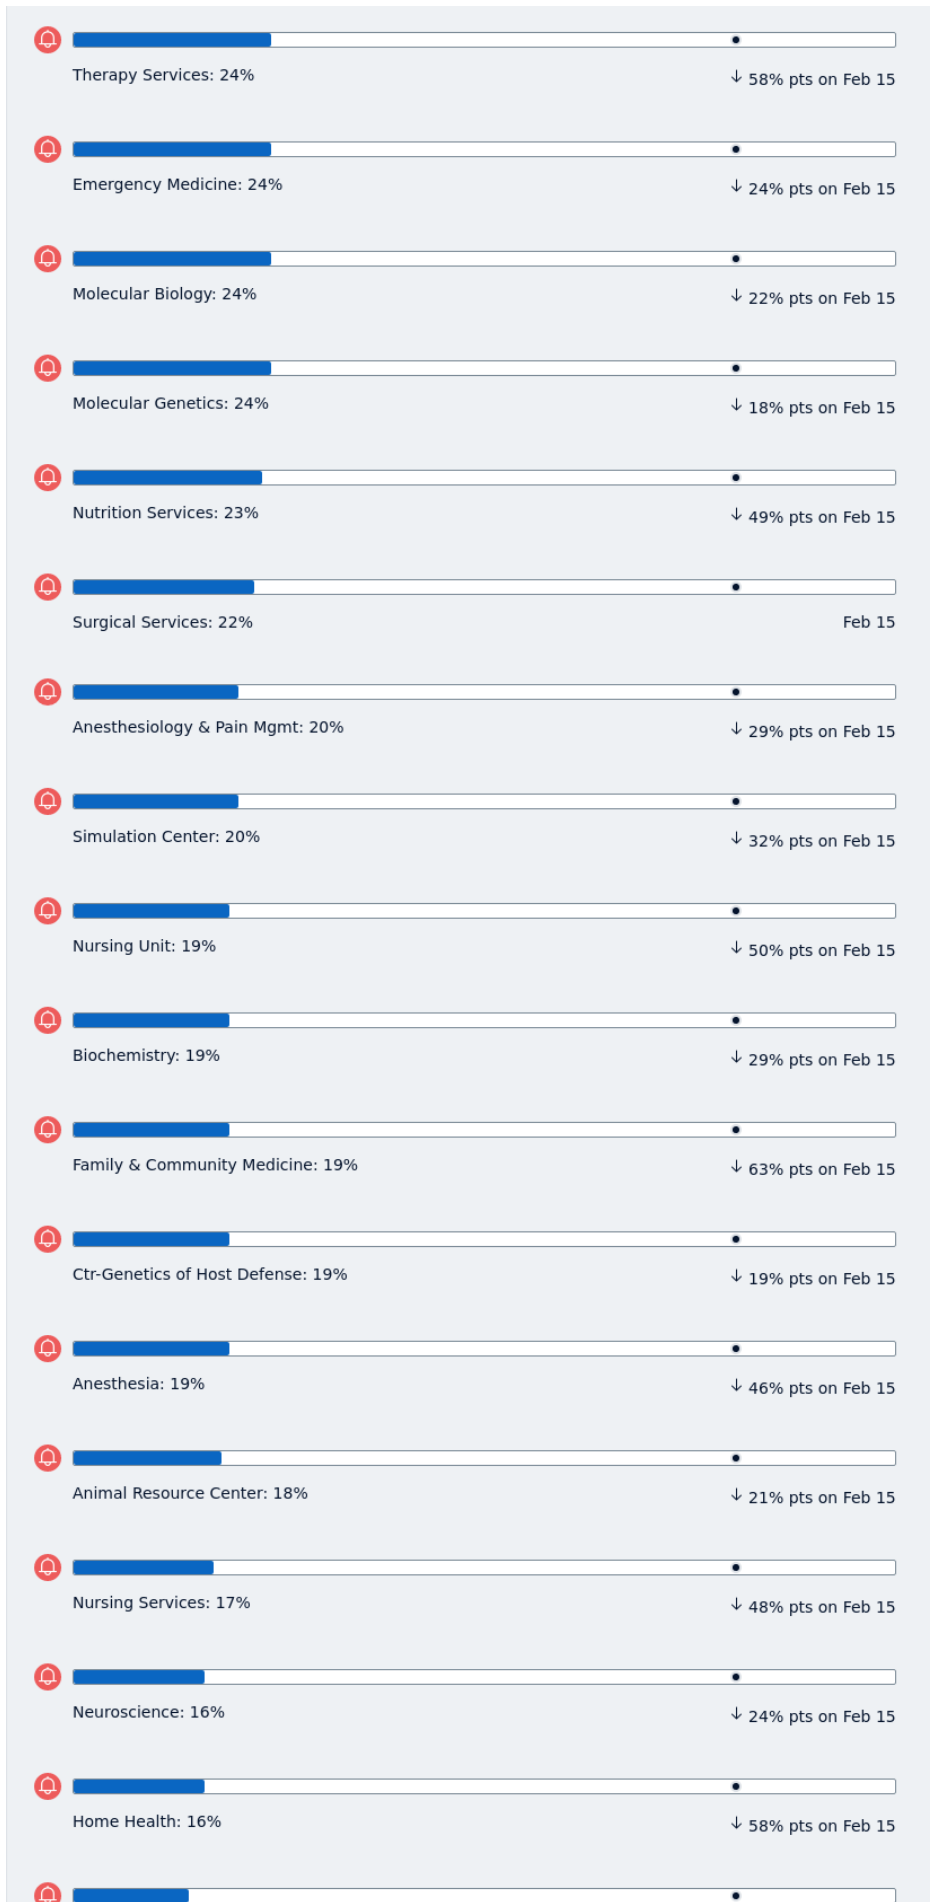 Therapy Services: 24%
↓ 58% pts on Feb 15
Emergency Medicine: 24%
↓ 24% pts on Feb 15
Molecular Biology: 24%
↓ 22% pts on Feb 15
Molecular Genetics: 24%
↓ 18% pts on Feb 15
Nutrition Services: 23%
↓ 49% pts on Feb 15
Surgical Services: 22%
Feb 15
Anesthesiology & Pain Mgmt: 20%
↓ 29% pts on Feb 15
Simulation Center: 20%
↓ 32% pts on Feb 15
Nursing Unit: 19%
↓ 50% pts on Feb 15
Biochemistry: 19%
↓ 29% pts on Feb 15
Family & Community Medicine: 19%
↓ 63% pts on Feb 15
Ctr-Genetics of Host Defense: 19%
↓ 19% pts on Feb 15
Anesthesia: 19%
↓ 46% pts on Feb 15
Animal Resource Center: 18%
↓ 21% pts on Feb 15
Nursing Services: 17%
↓ 48% pts on Feb 15
Neuroscience: 16%
↓ 24% pts on Feb 15
Home Health: 16%
↓ 58% pts on Feb 15